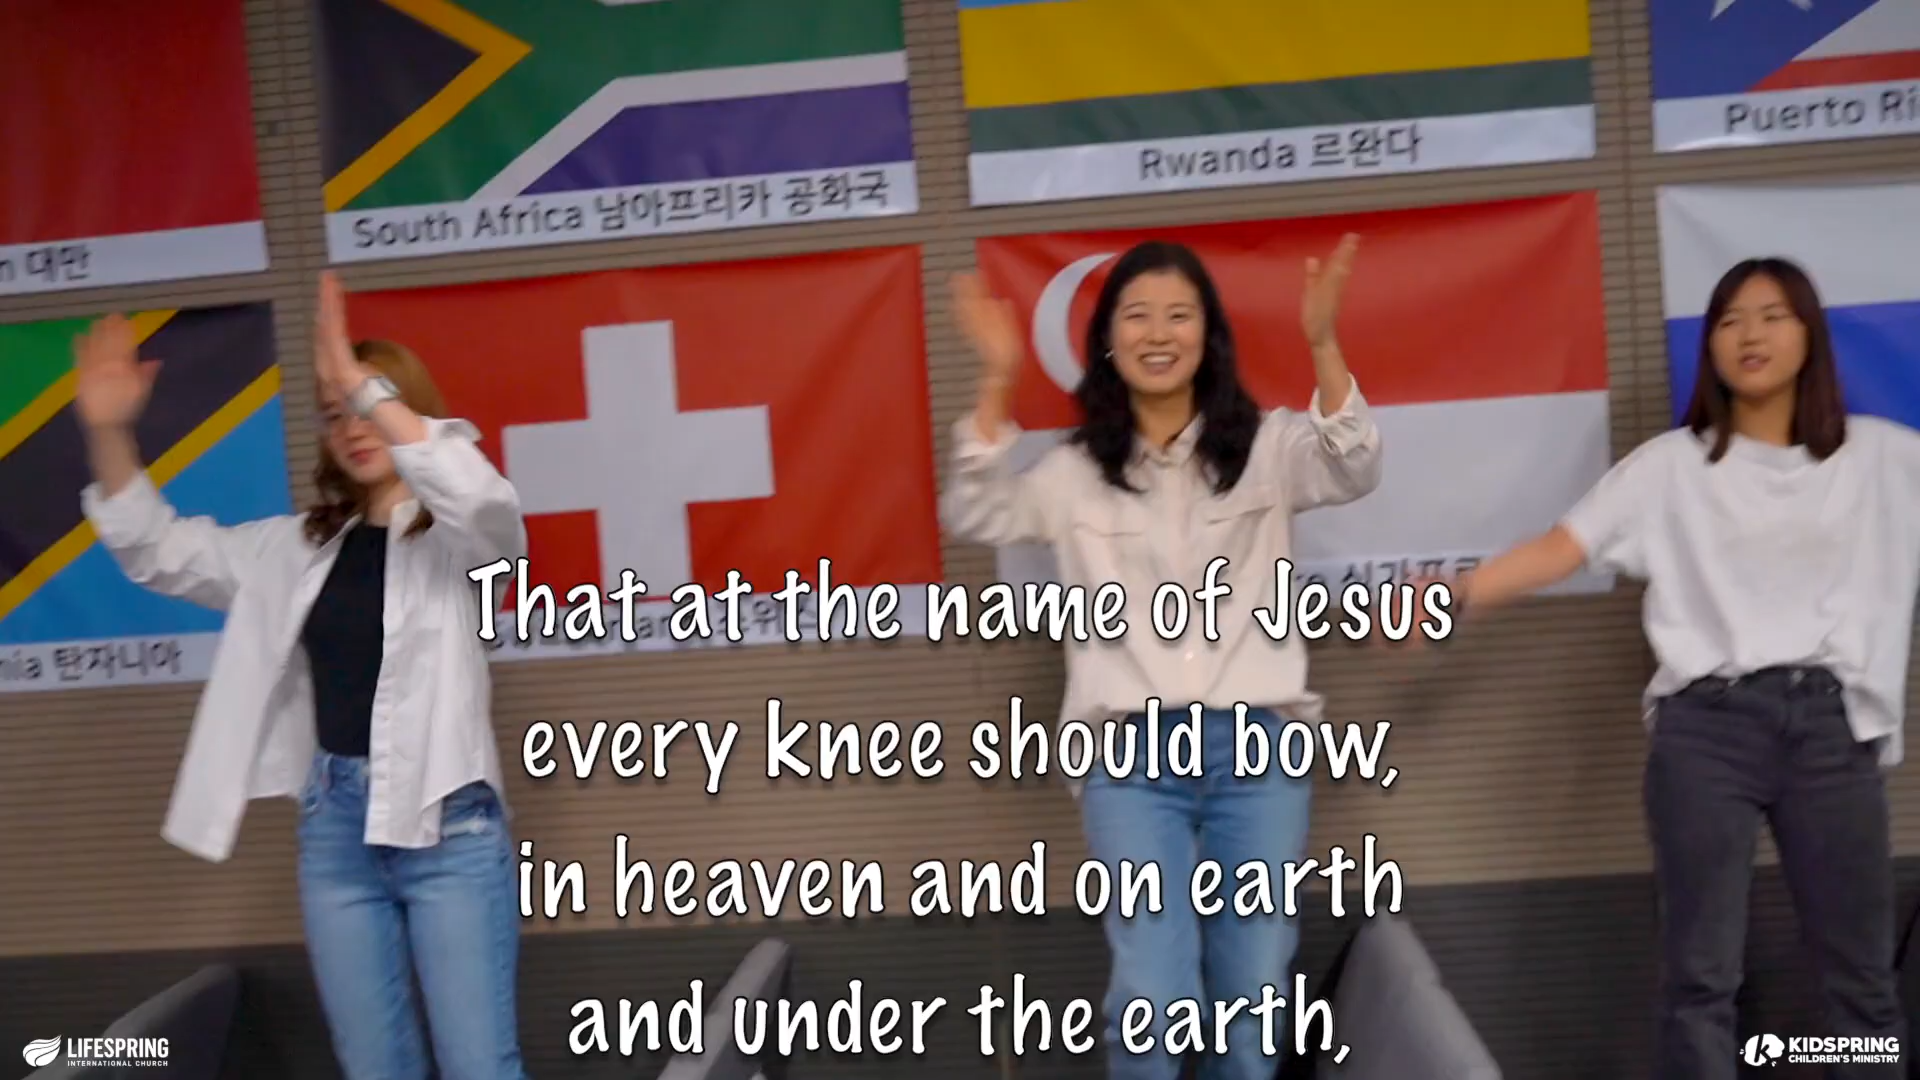 South Africa 남아프리카 공화국
Rwanda 르완다
Puerto Ri
대만
탄자니아
That at the name of Jesus
every knee should bow,
in heaven and on earth
and under the earth,
LIFESPRING
INTERNATIONAL CHURCH
KIDSPRING
CHILDREN'S MINISTRY